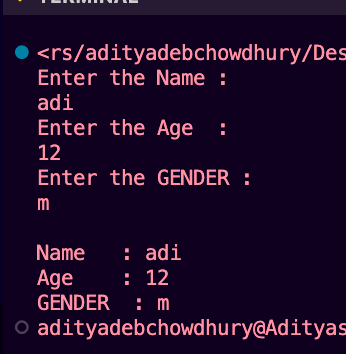 TERMINAL
<rs/adityadebchowdhury/Des
Enter the Name :
adi
Enter the Age  :
12
Enter the GENDER :
m
Name   : adi
Age    : 12
GENDER  : m
adityadebchowdhury@Adityas